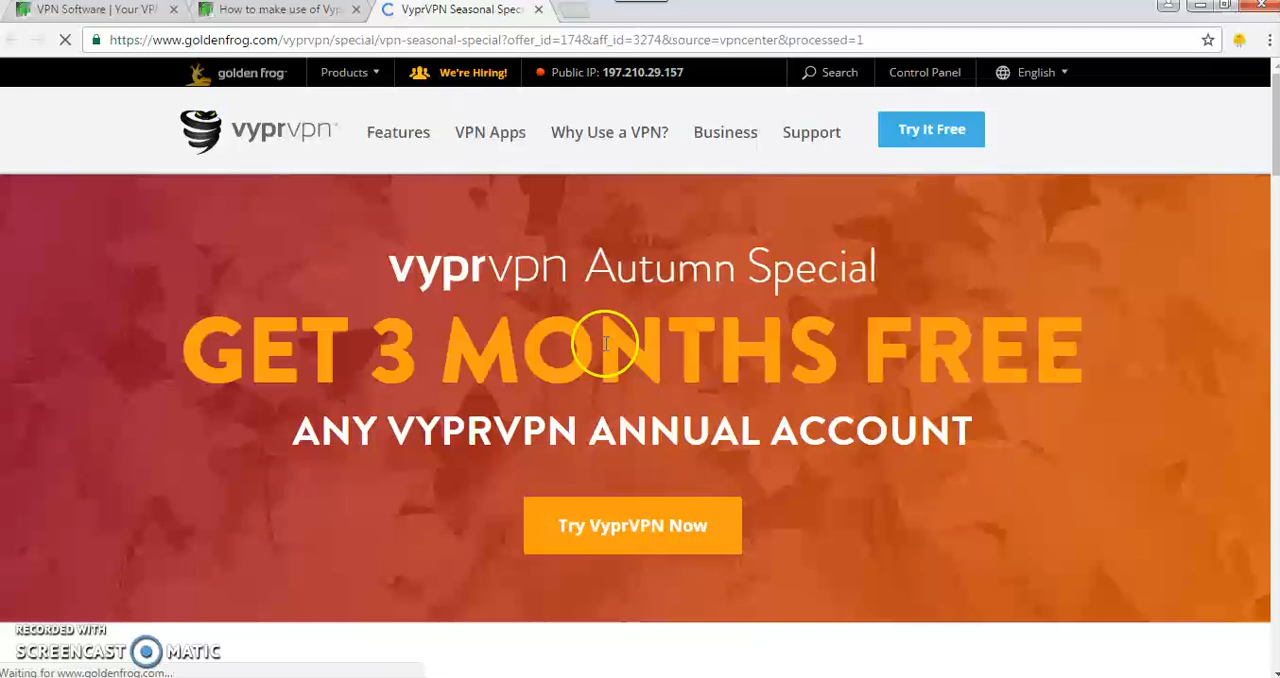 VPN Software | Your VP
How to make use of Vyp
VyprVPN Seasonal Spec
https://www.goldenfrog.com/vyprvpn/special/vpn-seasonal-special?offer_id=174&aff_id=3274&source=vpncenter&processed=1
golden frog
Products
We're Hiring!
Public IP: 197.210.29.157
Search
Control Panel
English
vyprvpn™
Features
VPN Apps
Why Use a VPN?
Business
Support
Try It Free
vyprvpn Autumn Special
GET 3 MONTHS FREE
ANY VYPRVPN ANNUAL ACCOUNT
Try VyprVPN Now
RECORDED WITH
SCREENCAST MATIC
Waiting for www.goldenfrog.com...